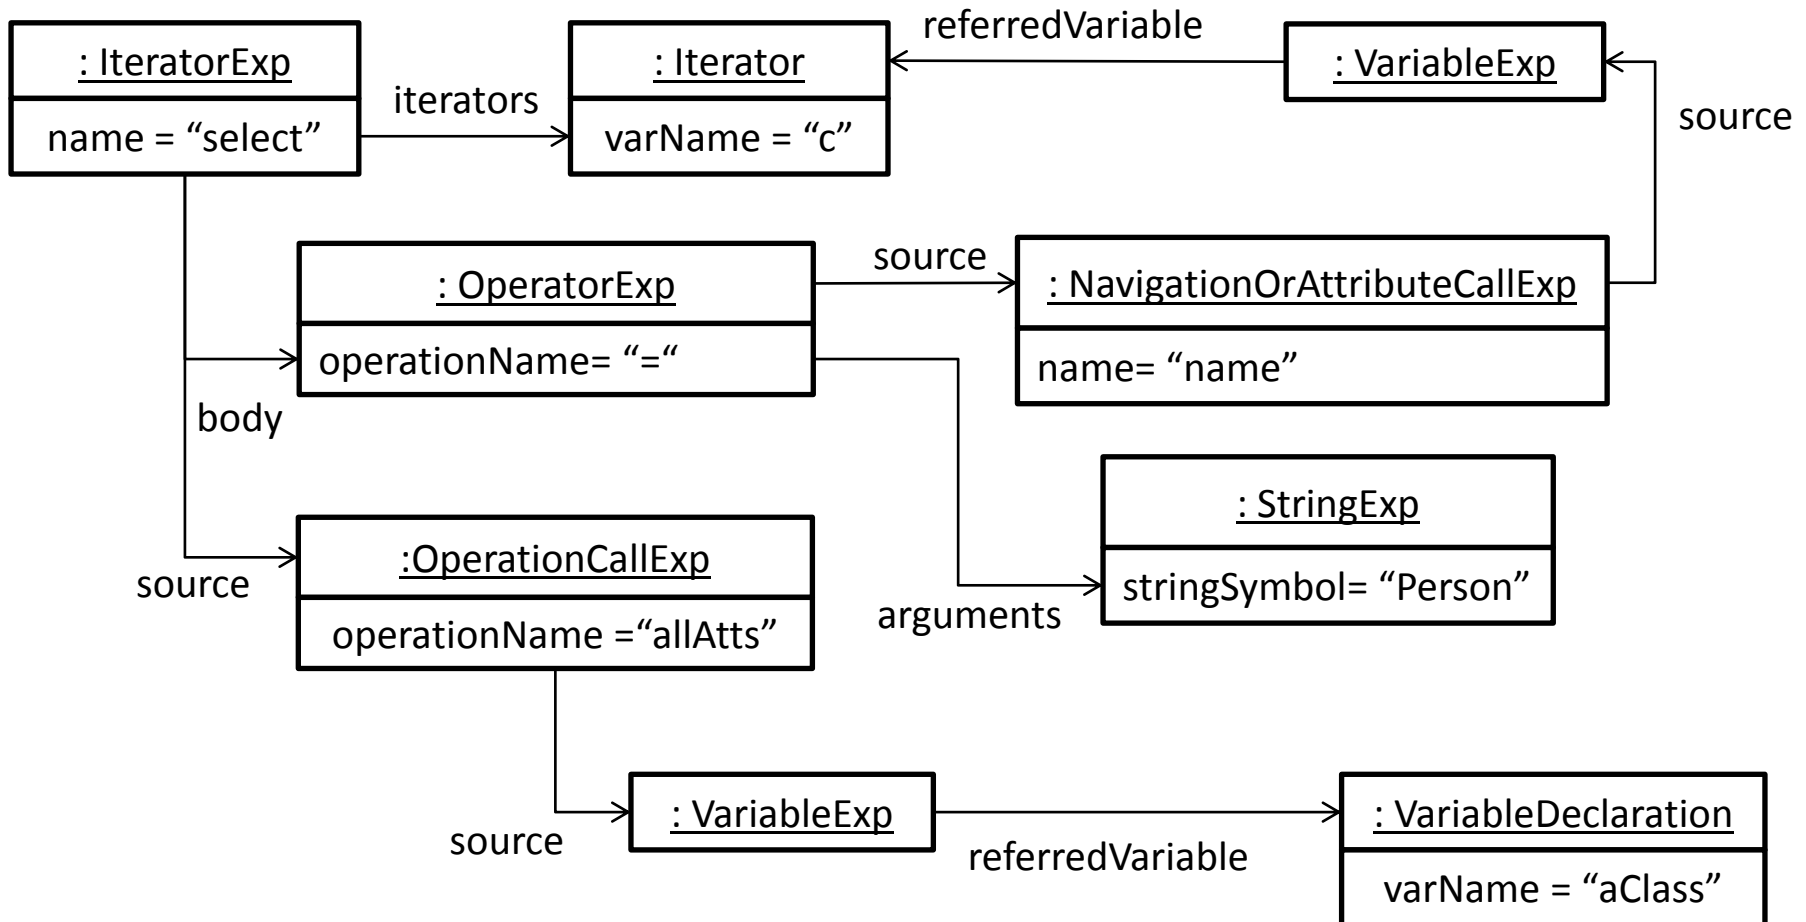 referredVariable
: IteratorExp
: Iterator
: VariableExp
iterators
source
name = “select”
varName = “c”
source
: OperatorExp
: NavigationOrAttributeCallExp
operationName= “=“
name= “name”
body
: StringExp
:OperationCallExp
source
stringSymbol= “Person”
arguments
operationName =“allAtts”
: VariableExp
: VariableDeclaration
source
referredVariable
varName = “aClass”